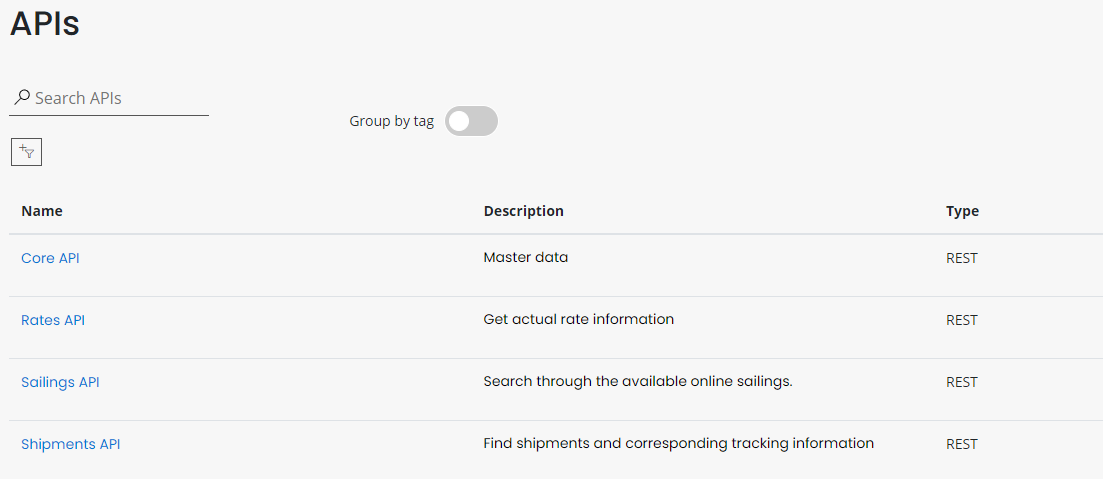 APIs
Search APIs
Group by tag
Name Description Type
Core API Master data REST
Rates API Get actual rate information REST
Sailings API Search through the available online sailings. REST
Shipments API Find shipments and corresponding tracking information REST